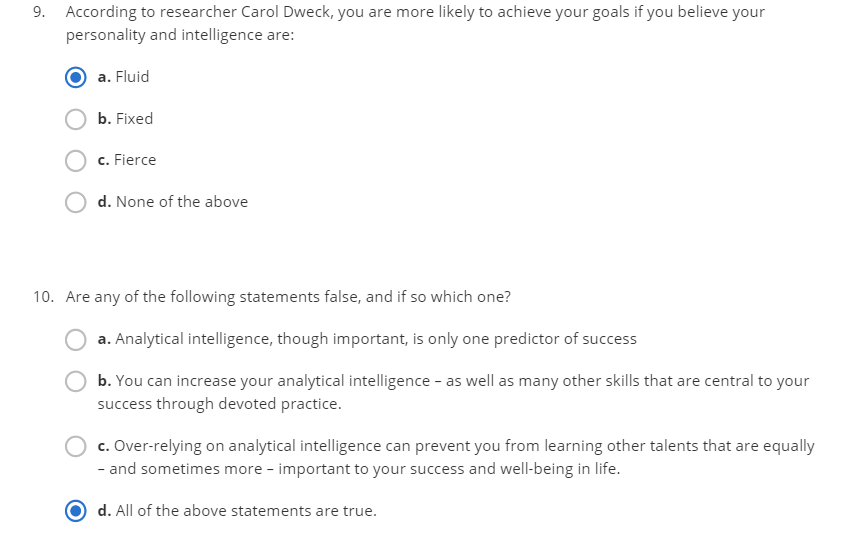 9. According to researcher Carol Dweck, you are more likely to achieve your goals if you believe your
personality and intelligence are:
a. Fluid
b. Fixed
c. Fierce
d. None of the above
10. Are any of the following statements false, and if so which one?
a. Analytical intelligence, though important, is only one predictor of success
b. You can increase your analytical intelligence – as well as many other skills that are central to your
success through devoted practice.
c. Over-relying on analytical intelligence can prevent you from learning other talents that are equally
– and sometimes more – important to your success and well-being in life.
d. All of the above statements are true.